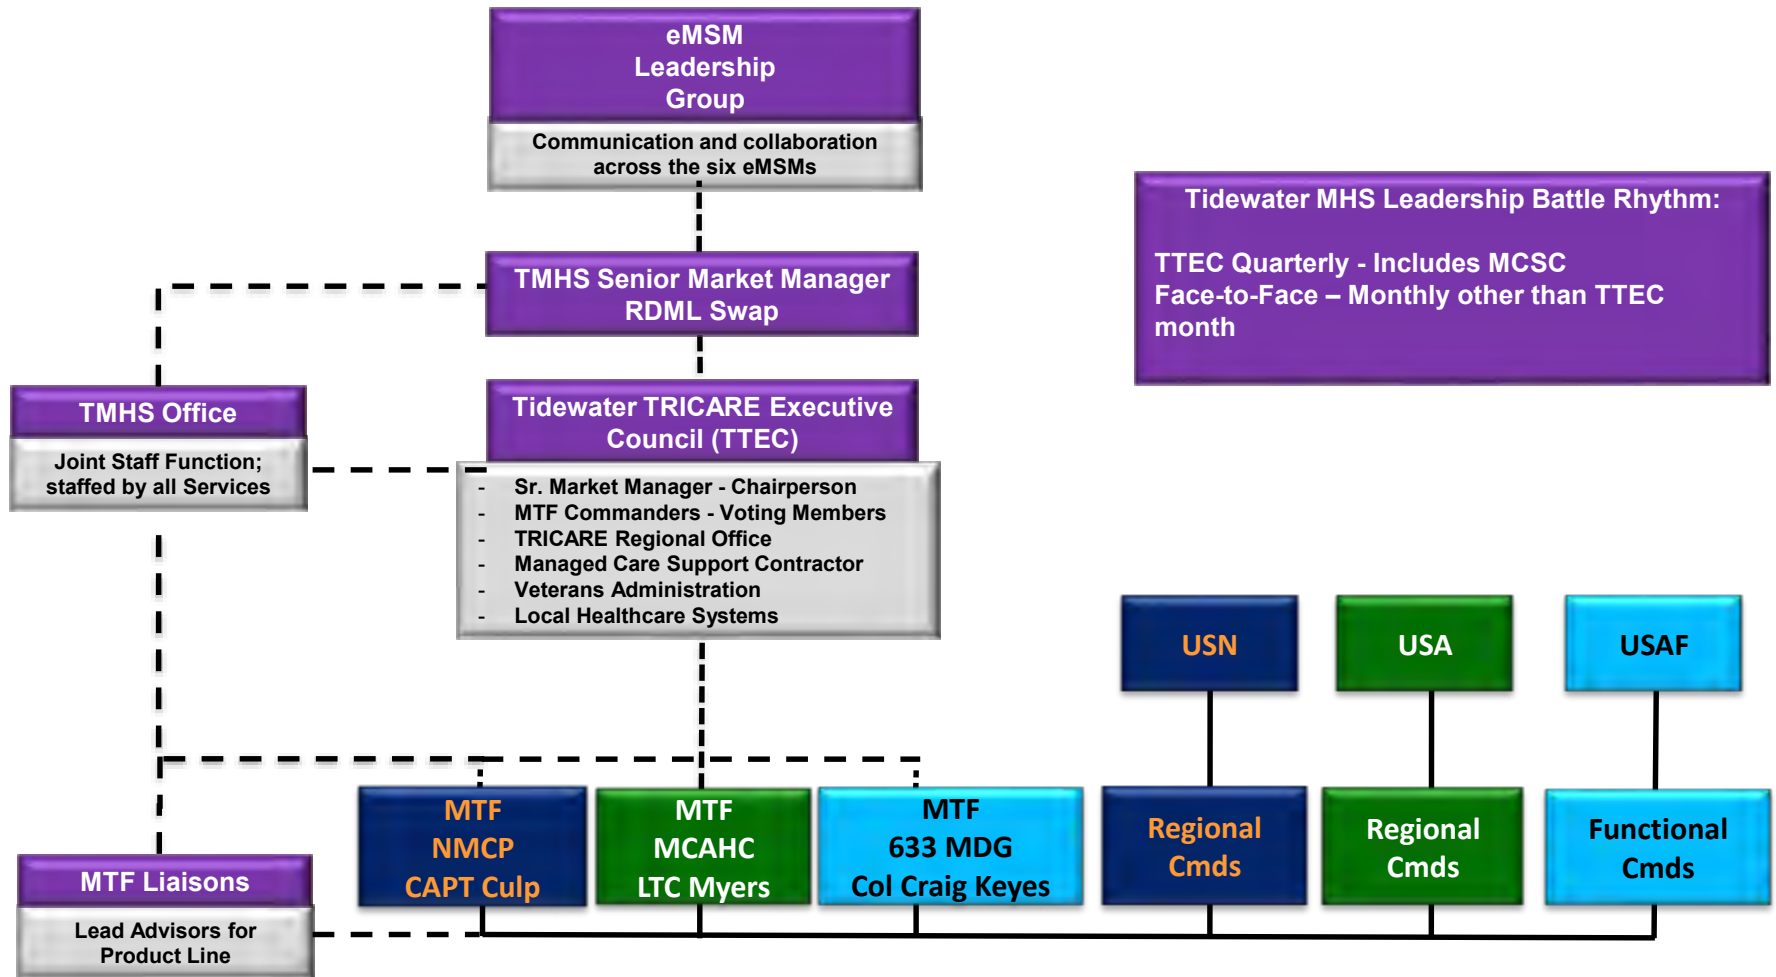 eMSM
Leadership
Group
Communication and collaboration
across the six eMSMs
Tidewater MHS Leadership Battle Rhythm:
TTEC Quarterly - Includes MCSC
Face-to-Face – Monthly other than TTEC
month
TMHS Senior Market Manager
RDML Swap
TMHS Office
Joint Staff Function;
staffed by all Services
Tidewater TRICARE Executive
Council (TTEC)
- Sr. Market Manager - Chairperson
- MTF Commanders - Voting Members
- TRICARE Regional Office
- Managed Care Support Contractor
- Veterans Administration
- Local Healthcare Systems
USN
USA
USAF
MTF
NMCP
CAPT Culp
MTF
MCAHC
LTC Myers
MTF
633 MDG
Col Craig Keyes
Regional
Cmds
Regional
Cmds
Functional
Cmds
MTF Liaisons
Lead Advisors for
Product Line